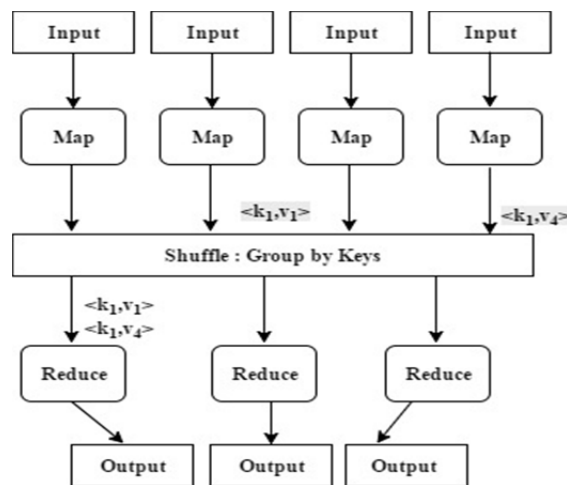 Input Input Input Input
Map Map Map Map
<k₁,v₁> <k₁,v₄>
Shuffle : Group by Keys
<k₁,v₁>
<k₁,v₄>
Reduce Reduce Reduce
Output Output Output